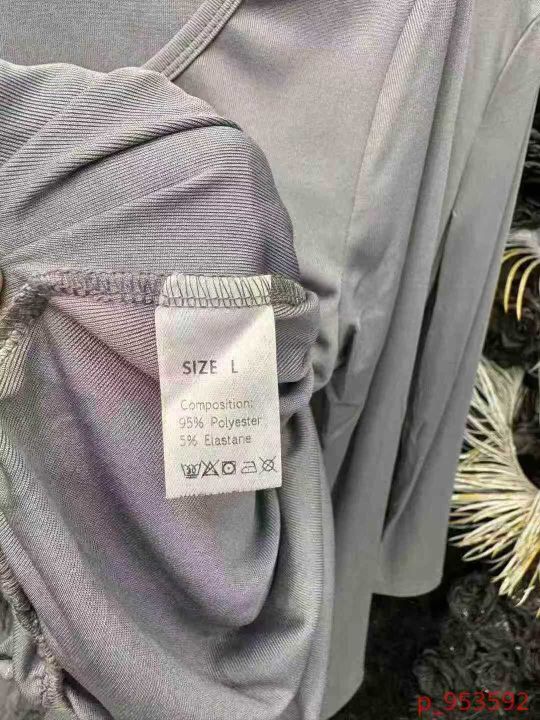 SIZE L
Composition:
95% Polyester
5% Elastane
p_953592